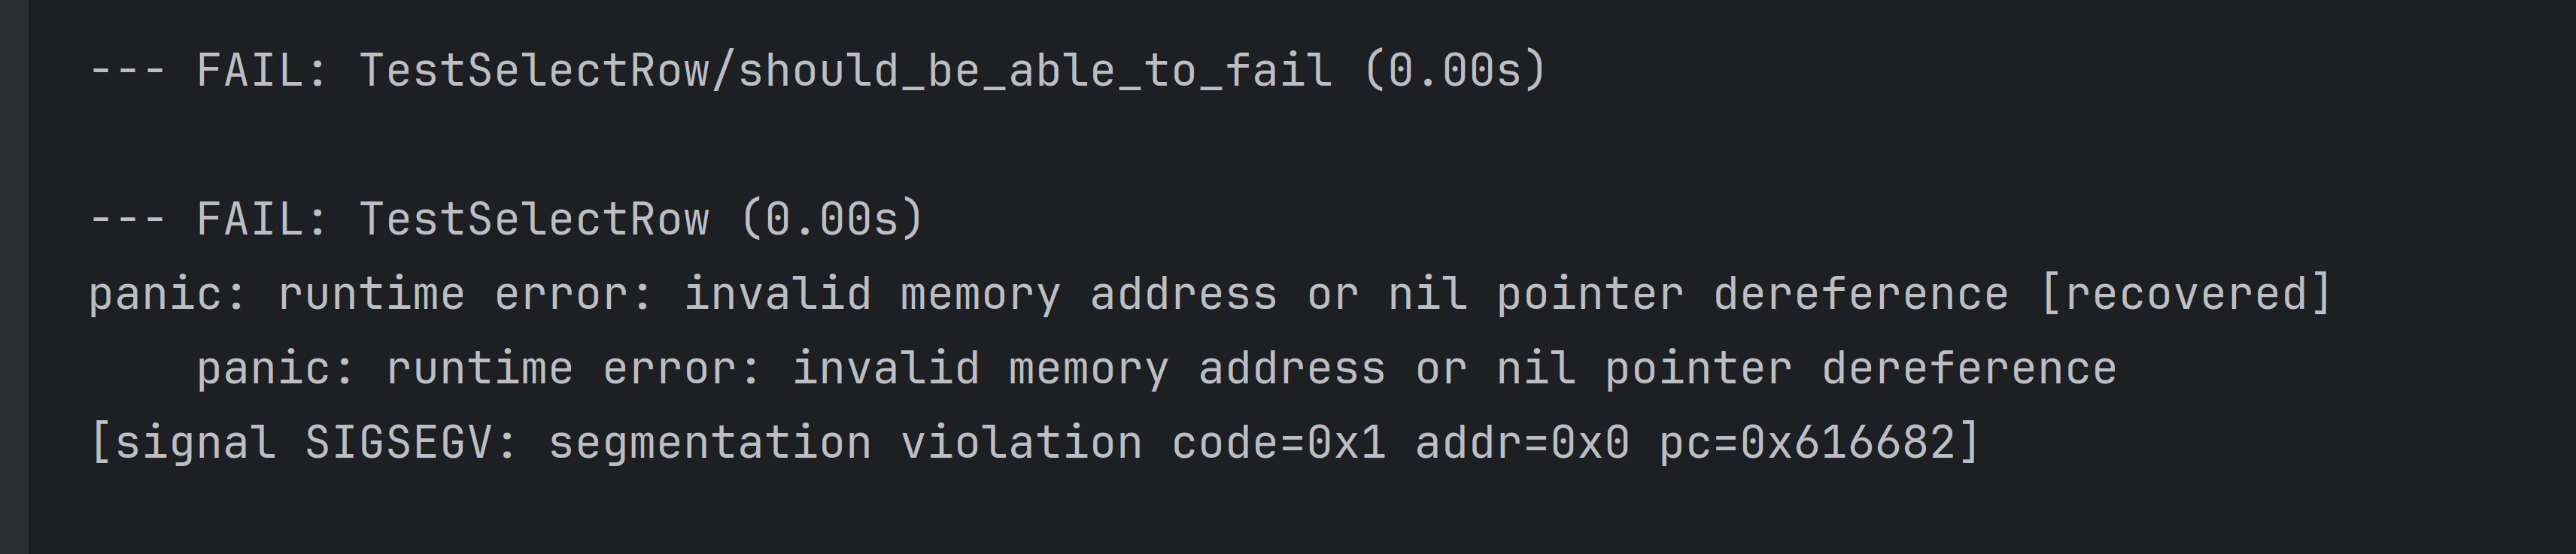 --- FAIL: TestSelectRow/should_be_able_to_fail (0.00s)
--- FAIL: TestSelectRow (0.00s)
panic: runtime error: invalid memory address or nil pointer dereference [recovered]
    panic: runtime error: invalid memory address or nil pointer dereference
[signal SIGSEGV: segmentation violation code=0x1 addr=0x0 pc=0x616682]